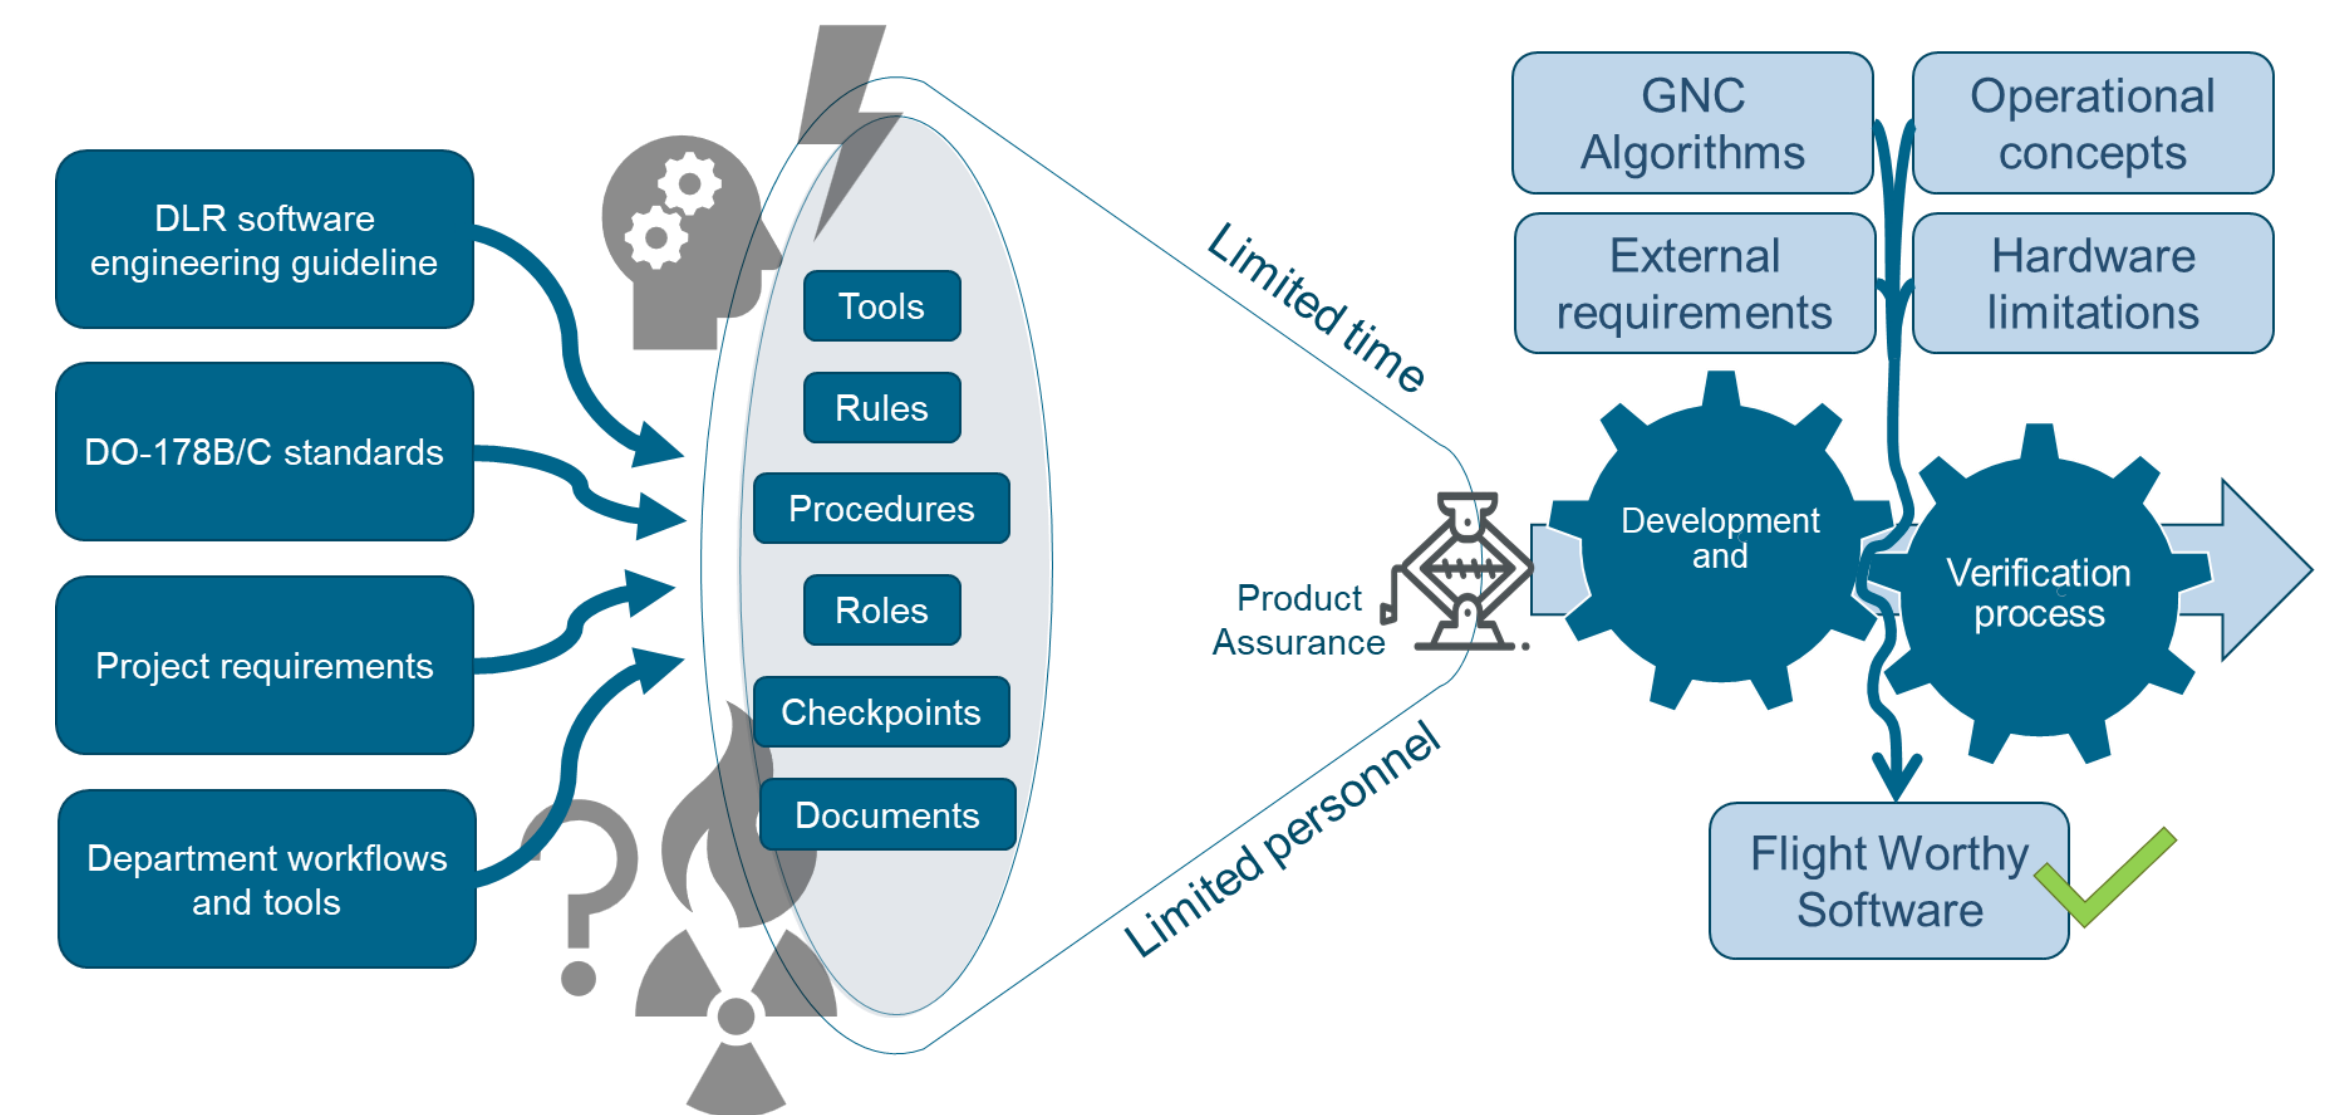 DLR software
engineering guideline
DO-178B/C standards
Project requirements
Department workflows
and tools
Tools
Rules
Procedures
Roles
Checkpoints
Documents
Limited time
Limited personnel
Product
Assurance
GNC
Algorithms
Operational
concepts
External
requirements
Hardware
limitations
Development
and
Verification
process
Flight Worthy
Software